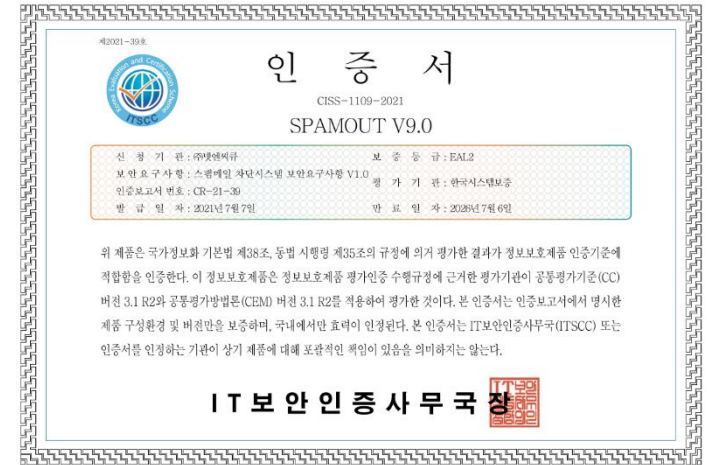 제2021-39호
Korea Evaluation and Certification Scheme
ITSCC
인 증 서
CISS-1109-2021
SPAMOUT V9.0
신 청 기 관 : ㈜넷앤씨큐
보 증 등 급 : EAL2
보안요구사항 : 스팸메일 차단시스템 보안요구사항 V1.0
평 가 기 관 : 한국시스템보증
인증보고서 번호 : CR-21-39
발 급 일 자 : 2021년 7월 7일
만 료 일 자 : 2026년 7월 6일
위 제품은 국가정보화 기본법 제38조, 동법 시행령 제35조의 규정에 의거 평가한 결과가 정보보호제품 인증기준에
적합함을 인증한다. 이 정보보호제품은 정보보호제품 평가인증 수행규정에 근거한 평가기관이 공통평가기준(CC)
버전 3.1 R2와 공통평가방법론(CEM) 버전 3.1 R2를 적용하여 평가한 것이다. 본 인증서는 인증보고서에서 명시한
제품 구성환경 및 버전만을 보증하며, 국내에서만 효력이 인정된다. 본 인증서는 IT보안인증사무국(ITSCC) 또는
인증서를 인정하는 기관이 상기 제품에 대해 포괄적인 책임이 있음을 의미하지는 않는다.
IT보안인증사무국장